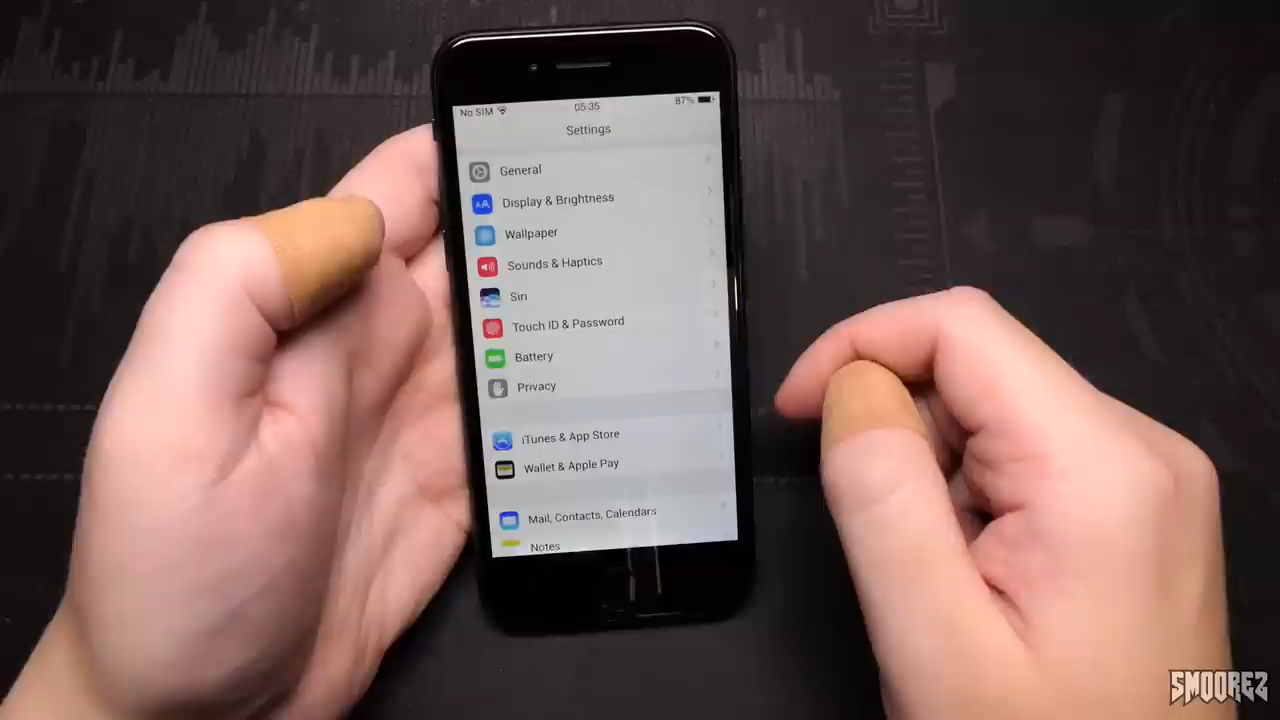 No SIM 05 35 87%
Settings
General
Display & Brightness
Wallpaper
Sounds & Haptics
Siri
Touch ID & Password
Battery
Privacy
iTunes & App Store
Wallet & Apple Pay
Mail, Contacts, Calendars
Notes
SMOOREZ